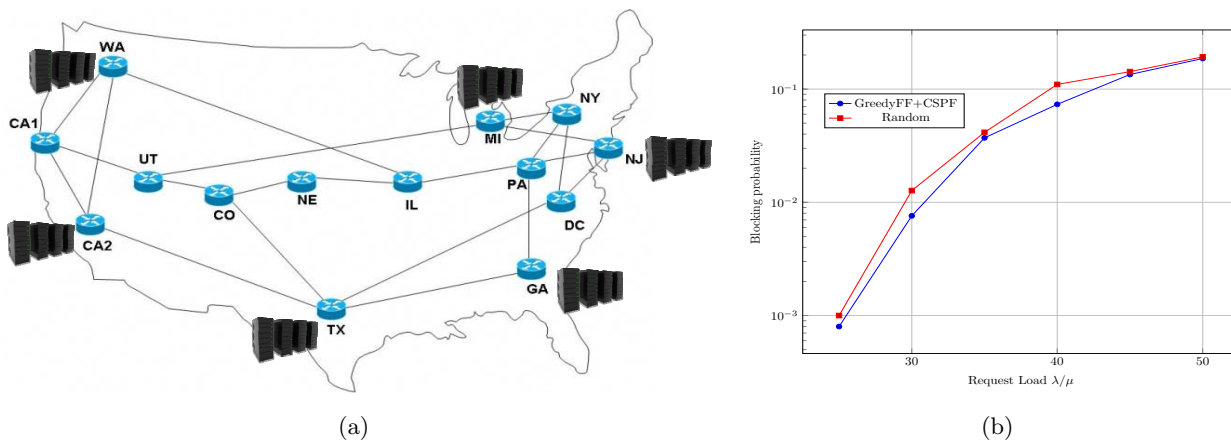 WA
CA1
UT
CO
NE
IL
CA2
TX
MI
NY
NJ
PA
DC
GA
(a)
10⁻¹
10⁻²
10⁻³
Blocking probability
GreedyFF+CSPF
Random
30
40
50
Request Load λ/μ
(b)